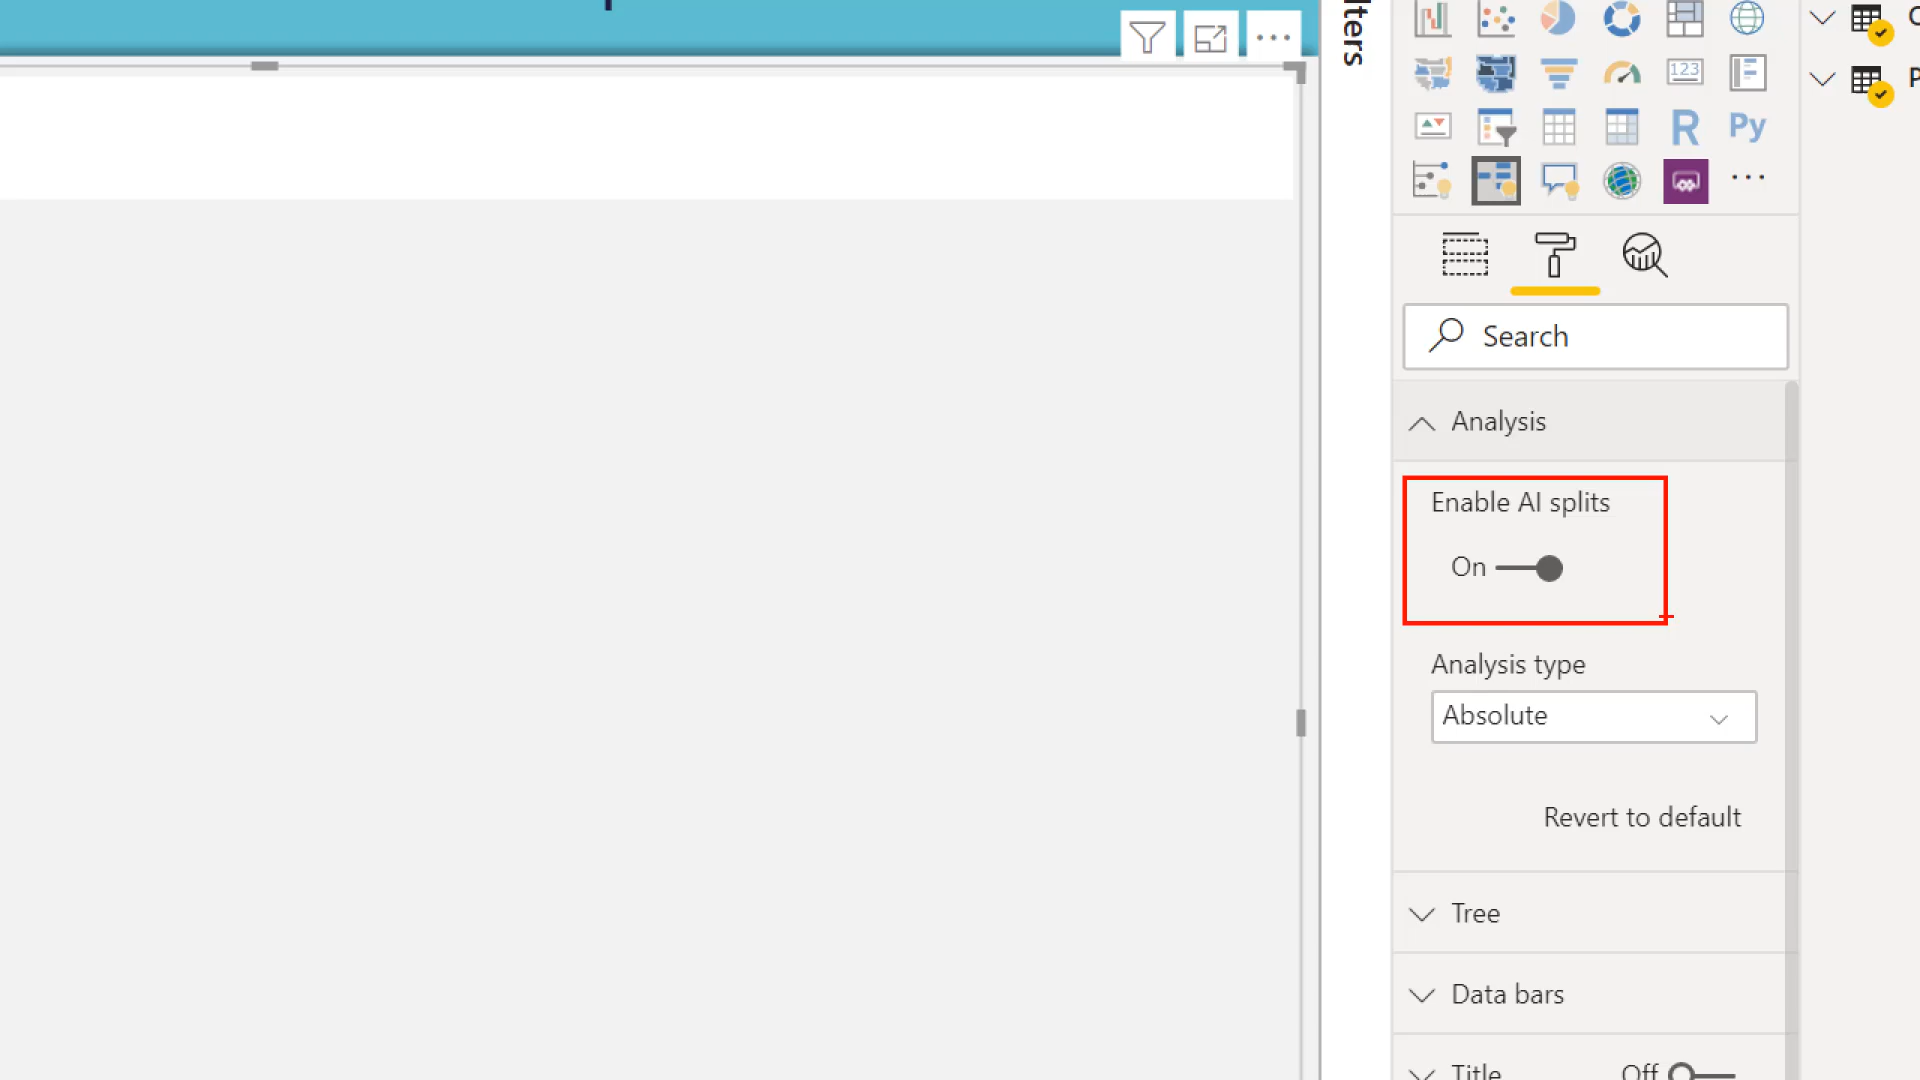 lters
123
R
Py
Search
Analysis
Enable AI splits
On
Analysis type
Absolute
Revert to default
Tree
Data bars
Title
Off